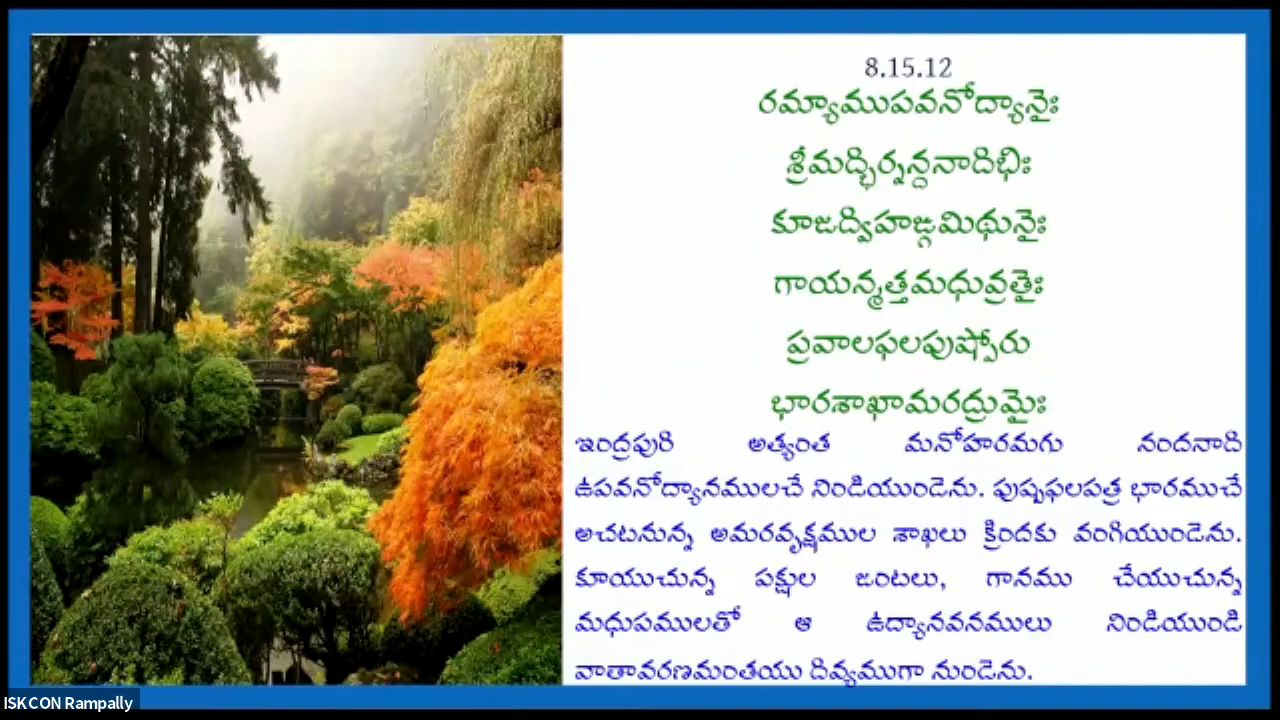 8.15.12
రమ్యాముపవనోద్యానైః
శ్రీమద్భిర్నన్దనాదిభిః
కూజద్విహఙ్గమిథునైః
గాయన్మత్తమధువ్రతైః
ప్రవాలఫలపుష్పోరు
భారశాఖామరద్రుమైః
ఇంద్రపురి అత్యంత మనోహరమగు నందనాది
ఉపవనోద్యానములచే నిండియుండెను. పుష్పఫలపత్ర భారముచే
అచటనున్న అమరవృక్షముల శాఖలు క్రిందకు వంగియుండెను.
కూయుచున్న పక్షుల జంటలు, గానము చేయుచున్న
మధుపములతో ఆ ఉద్యానవనములు నిండియుండి
వాతావరణమంతయు దివ్యముగా నుండెను.
ISKCON Rampally